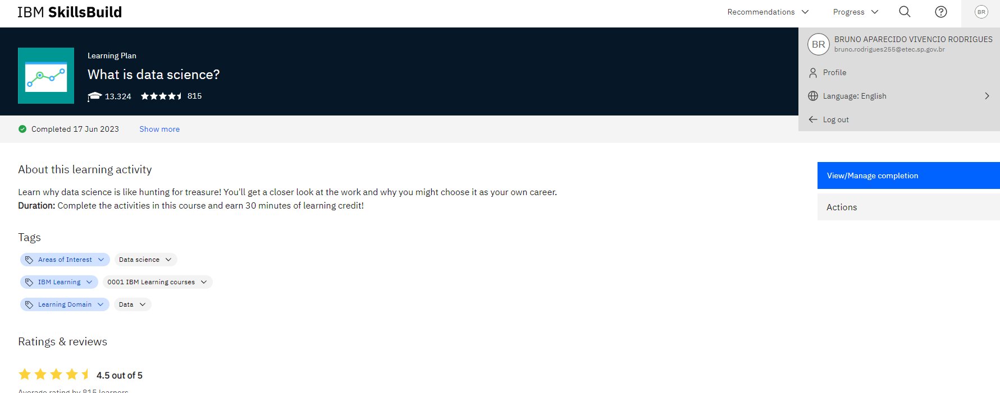 IBM SkillsBuild
Recommendations
Progress
BR
BR
BRUNO APARECIDO VIVENCIO RODRIGUES
bruno.rodrigues255@etec.sp.gov.br
Profile
Language: English
Log out
Learning Plan
What is data science?
13.324
815
Completed 17 Jun 2023
Show more
About this learning activity
Learn why data science is like hunting for treasure! You'll get a closer look at the work and why you might choose it as your own career.
Duration: Complete the activities in this course and earn 30 minutes of learning credit!
View/Manage completion
Actions
Tags
Areas of Interest
Data science
IBM Learning
0001 IBM Learning courses
Learning Domain
Data
Ratings & reviews
4.5 out of 5
Average rating by 815 learners